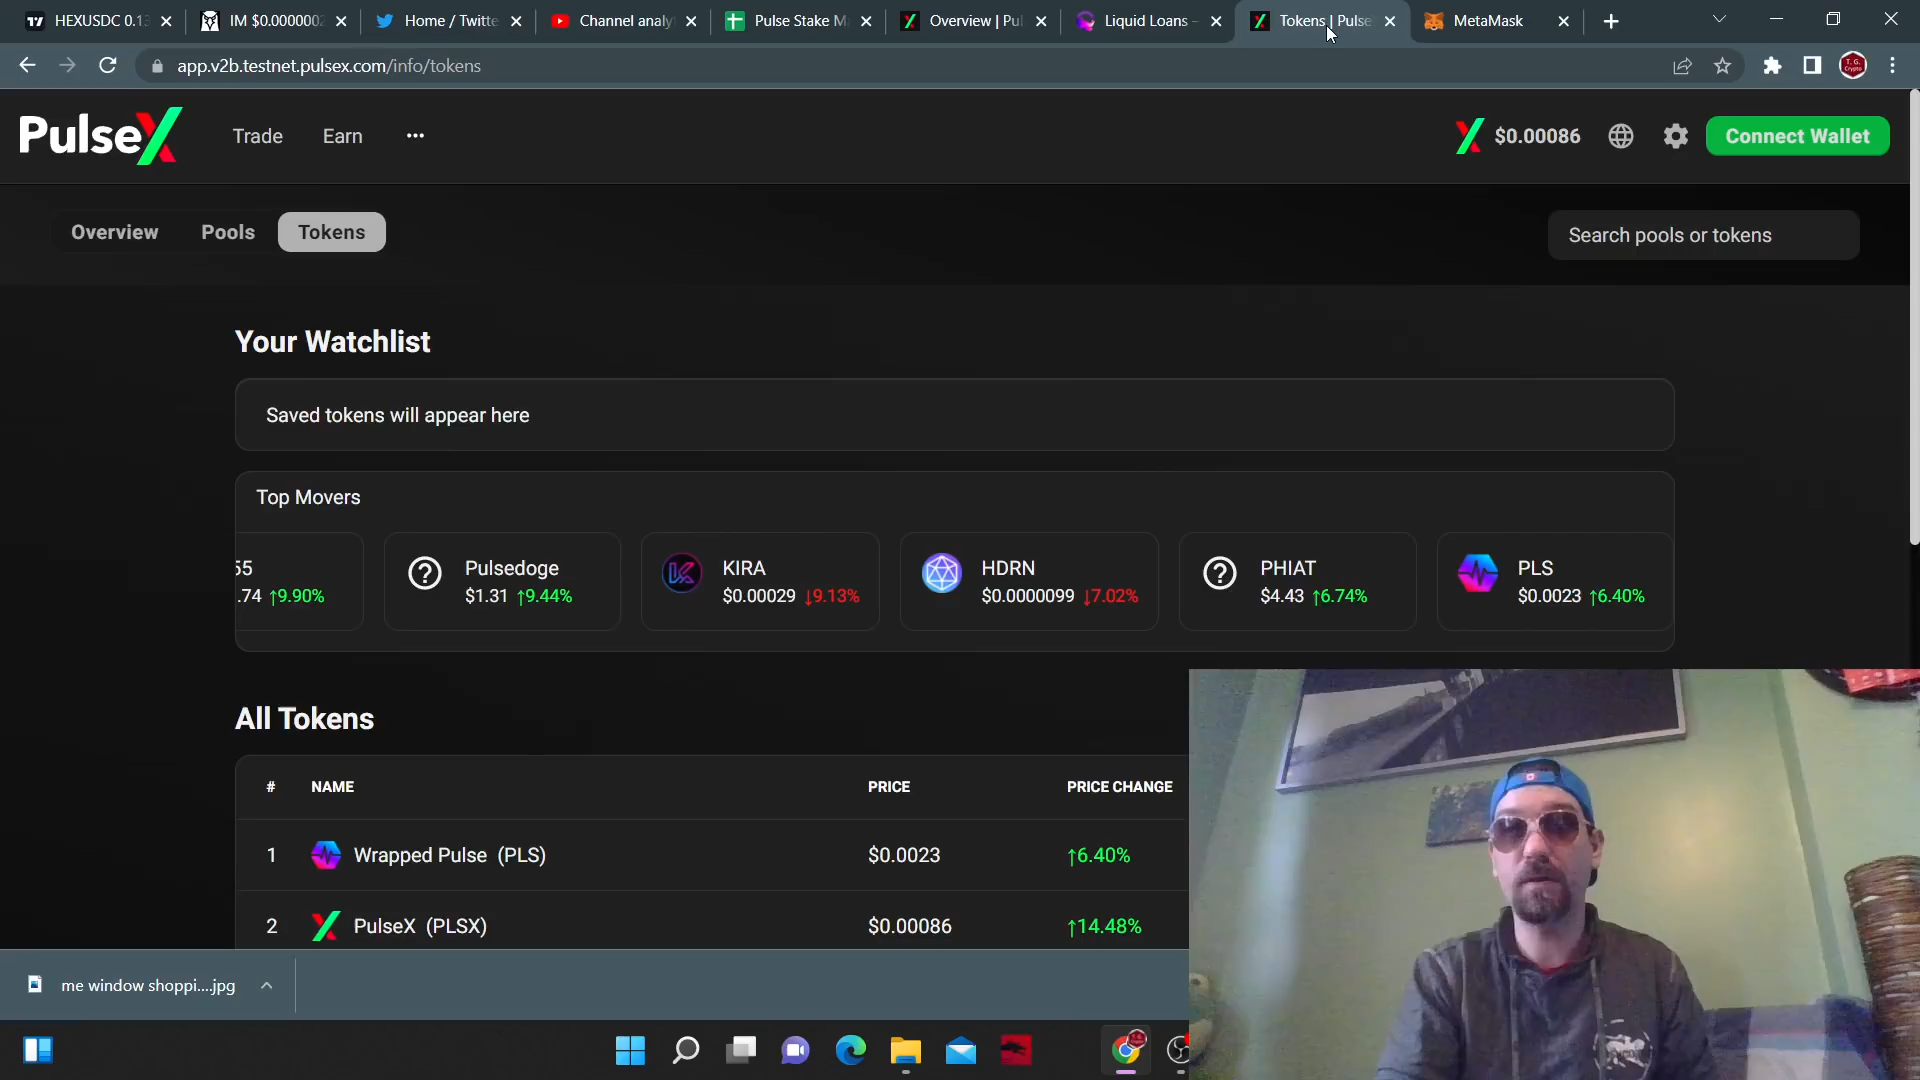 HEXUSDC 0.13
IM $0.0000002
Home / Twitte
Channel analy
Pulse Stake M
Overview | Pul
Liquid Loans -
Tokens | Pulse
MetaMask
app.v2b.testnet.pulsex.com/info/tokens
T. G.
Crypto
PulseX
Trade
Earn
$0.00086
Connect Wallet
Overview
Pools
Tokens
Search pools or tokens
Your Watchlist
Saved tokens will appear here
Top Movers
55
.74 ↑9.90%
Pulsedoge
$1.31 ↑9.44%
KIRA
$0.00029 ↓9.13%
HDRN
$0.0000099 ↓7.02%
PHIAT
$4.43 ↑6.74%
PLS
$0.0023 ↑6.40%
All Tokens
# NAME PRICE PRICE CHANGE
1 Wrapped Pulse (PLS) $0.0023 ↑6.40%
2 PulseX (PLSX) $0.00086 ↑14.48%
me window shoppi....jpg